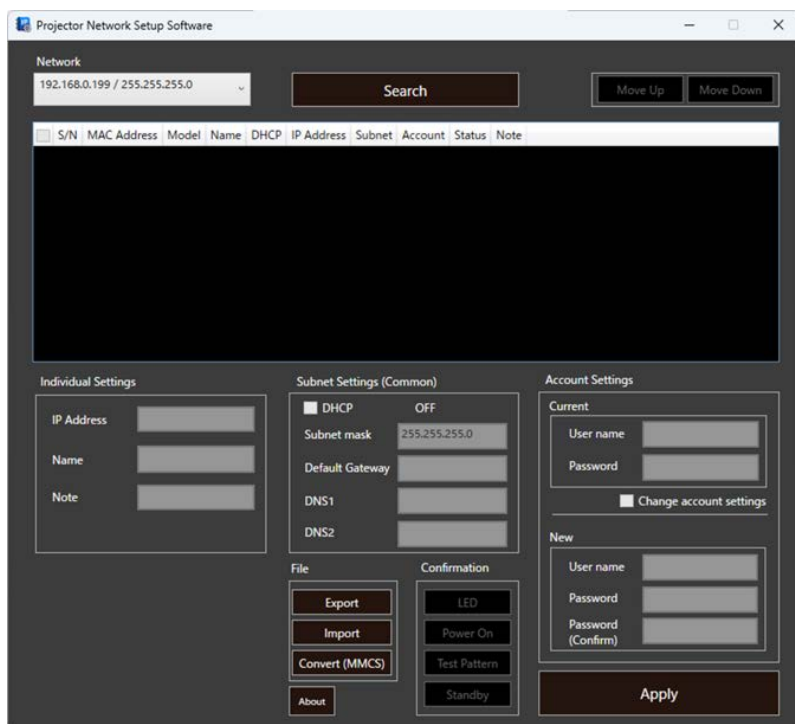 Projector Network Setup Software
Network
192.168.0.199 / 255.255.255.0
Search
Move Up Move Down
S/N MAC Address Model Name DHCP IP Address Subnet Account Status Note
Individual Settings
IP Address
Name
Note
Subnet Settings (Common)
DHCP OFF
Subnet mask 255.255.255.0
Default Gateway
DNS1
DNS2
Account Settings
Current
User name
Password
Change account settings
New
User name
Password
Password
(Confirm)
File
Export
Import
Convert (MMCS)
About
Confirmation
LED
Power On
Test Pattern
Standby
Apply